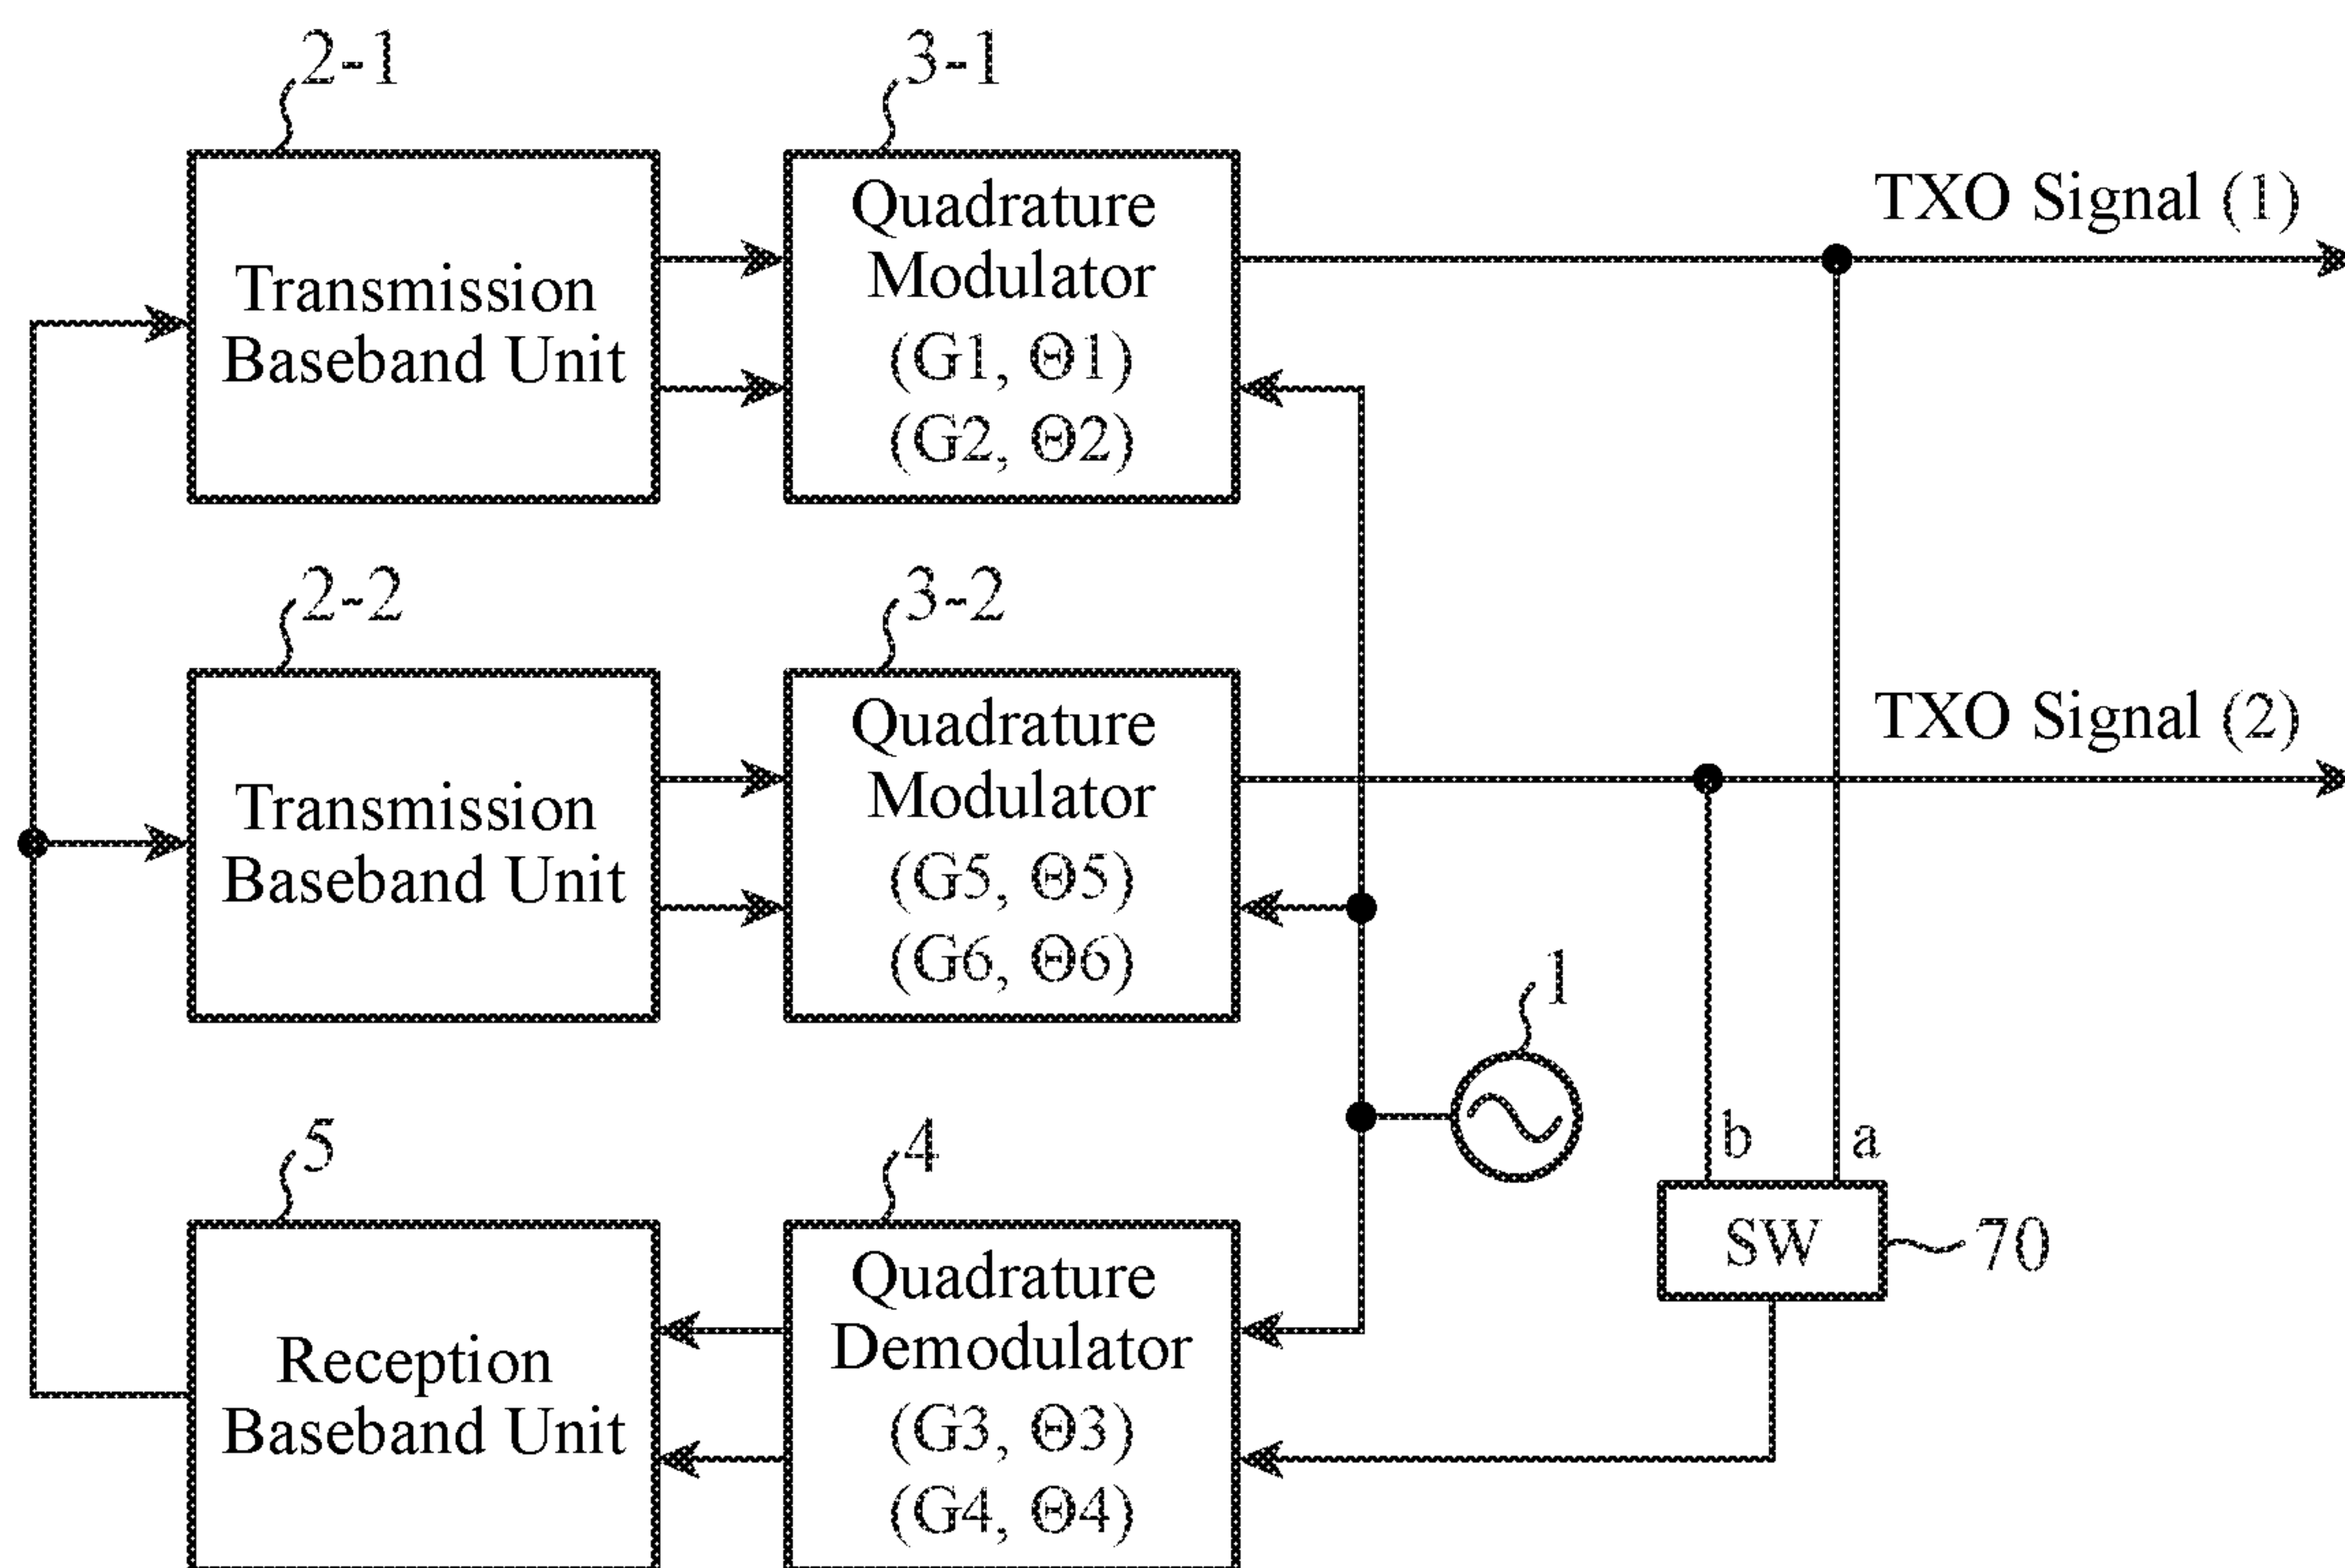 2-1
3-1
Transmission
Baseband Unit
Quadrature
Modulator
(G1, Θ1)
(G2, Θ2)
TXO Signal (1)
2-2
3-2
Transmission
Baseband Unit
Quadrature
Modulator
(G5, Θ5)
(G6, Θ6)
TXO Signal (2)
1
5
4
b
a
Reception
Baseband Unit
Quadrature
Demodulator
(G3, Θ3)
(G4, Θ4)
SW
70